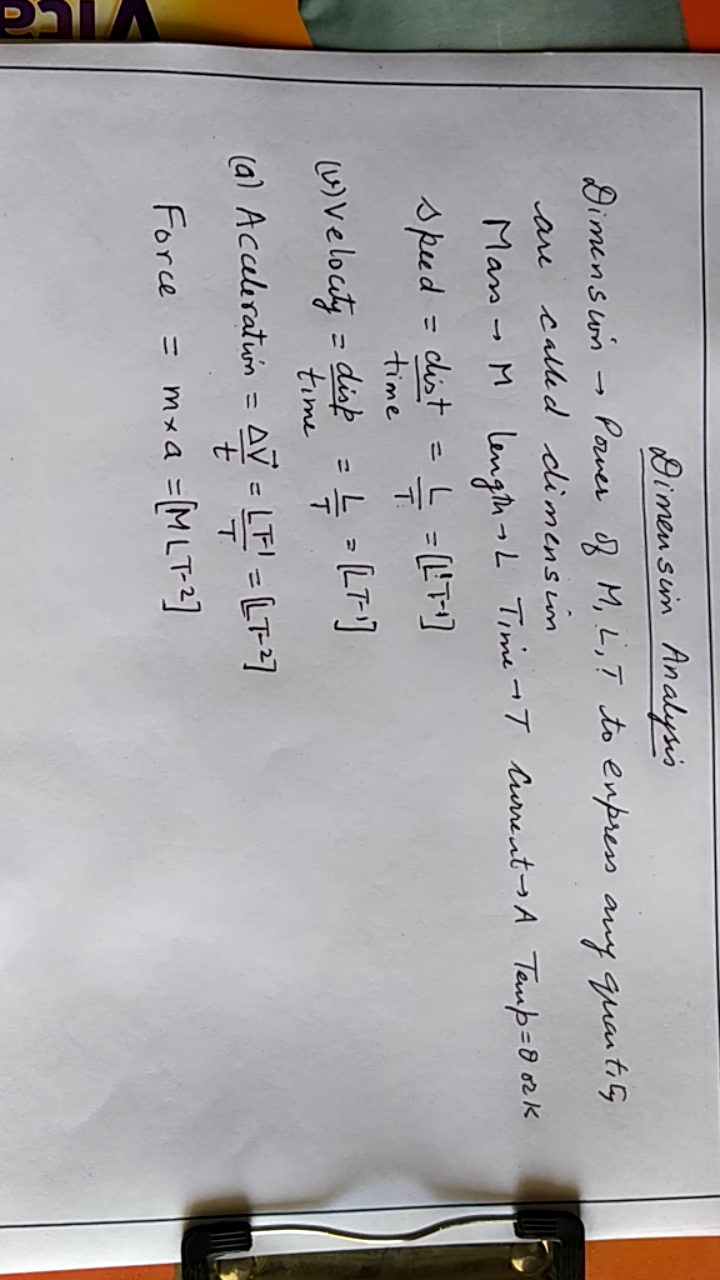 Dimension Analysis
Dimension → Power of M, L, T to express any quantity
are called dimension
Mass → M length → L Time → T Current → A Temp = θ or K
Speed = dist/time = L/T = [L¹T-1]
(v) Velocity = disp/time = L/T = [LT-1]
(a) Acceleration = ΔV⃗/t = LT-1/T = [LT-2]
Force = m×a = [MLT-2]
Vita